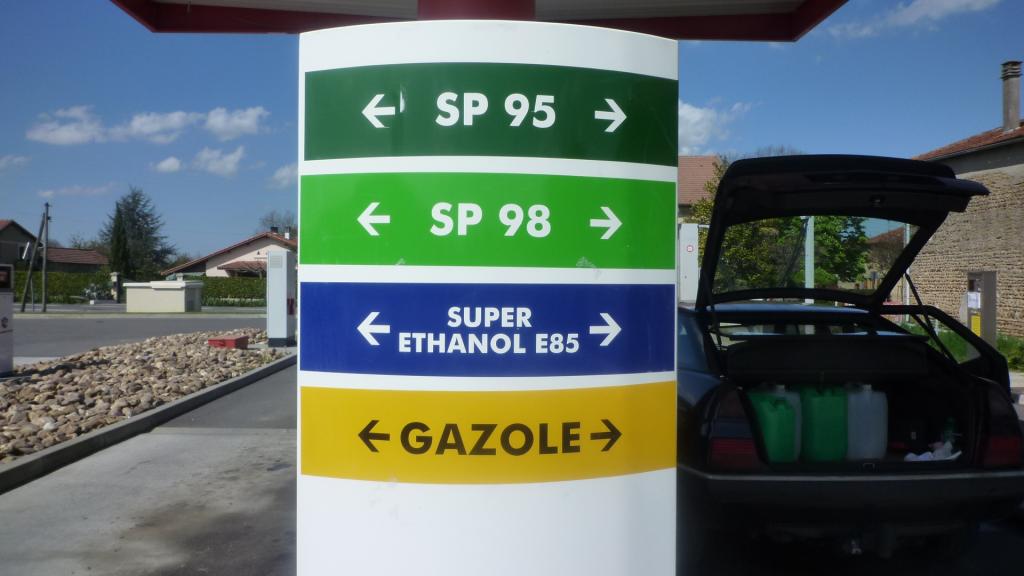 ← SP 95 →
← SP 98 →
SUPER
← ETHANOL E85 →
← GAZOLE →